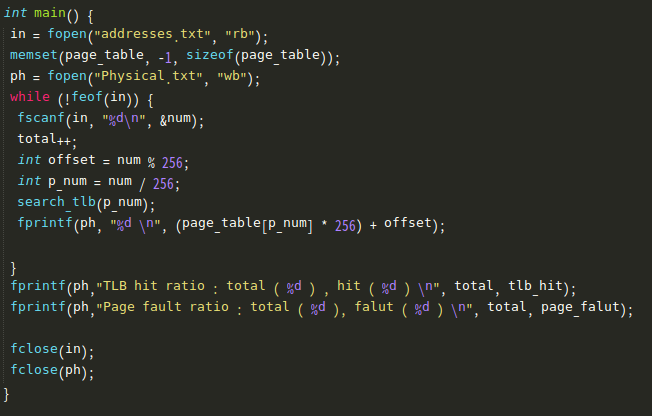 int main() {
in = fopen("addresses.txt", "rb");
memset(page_table, -1, sizeof(page_table));
ph = fopen("Physical.txt", "wb");
while (!feof(in)) {
fscanf(in, "%d\n", &num);
total++;
int offset = num % 256;
int p_num = num / 256;
search_tlb(p_num);
fprintf(ph, "%d \n", (page_table[p_num] * 256) + offset);
}
fprintf(ph,"TLB hit ratio : total ( %d ) , hit ( %d ) \n", total, tlb_hit);
fprintf(ph,"Page fault ratio : total ( %d ), falut ( %d ) \n", total, page_falut);
fclose(in);
fclose(ph);
}